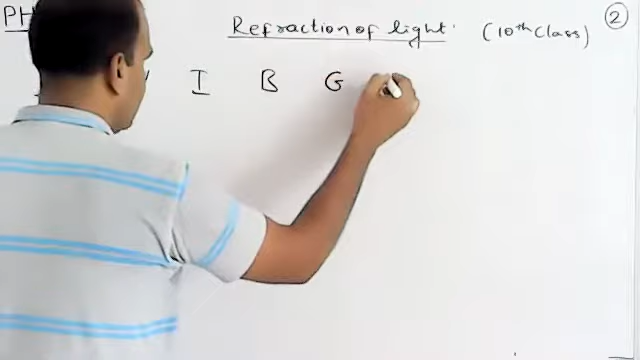 PH
Refraction of light. (10th Class)
2
I B G